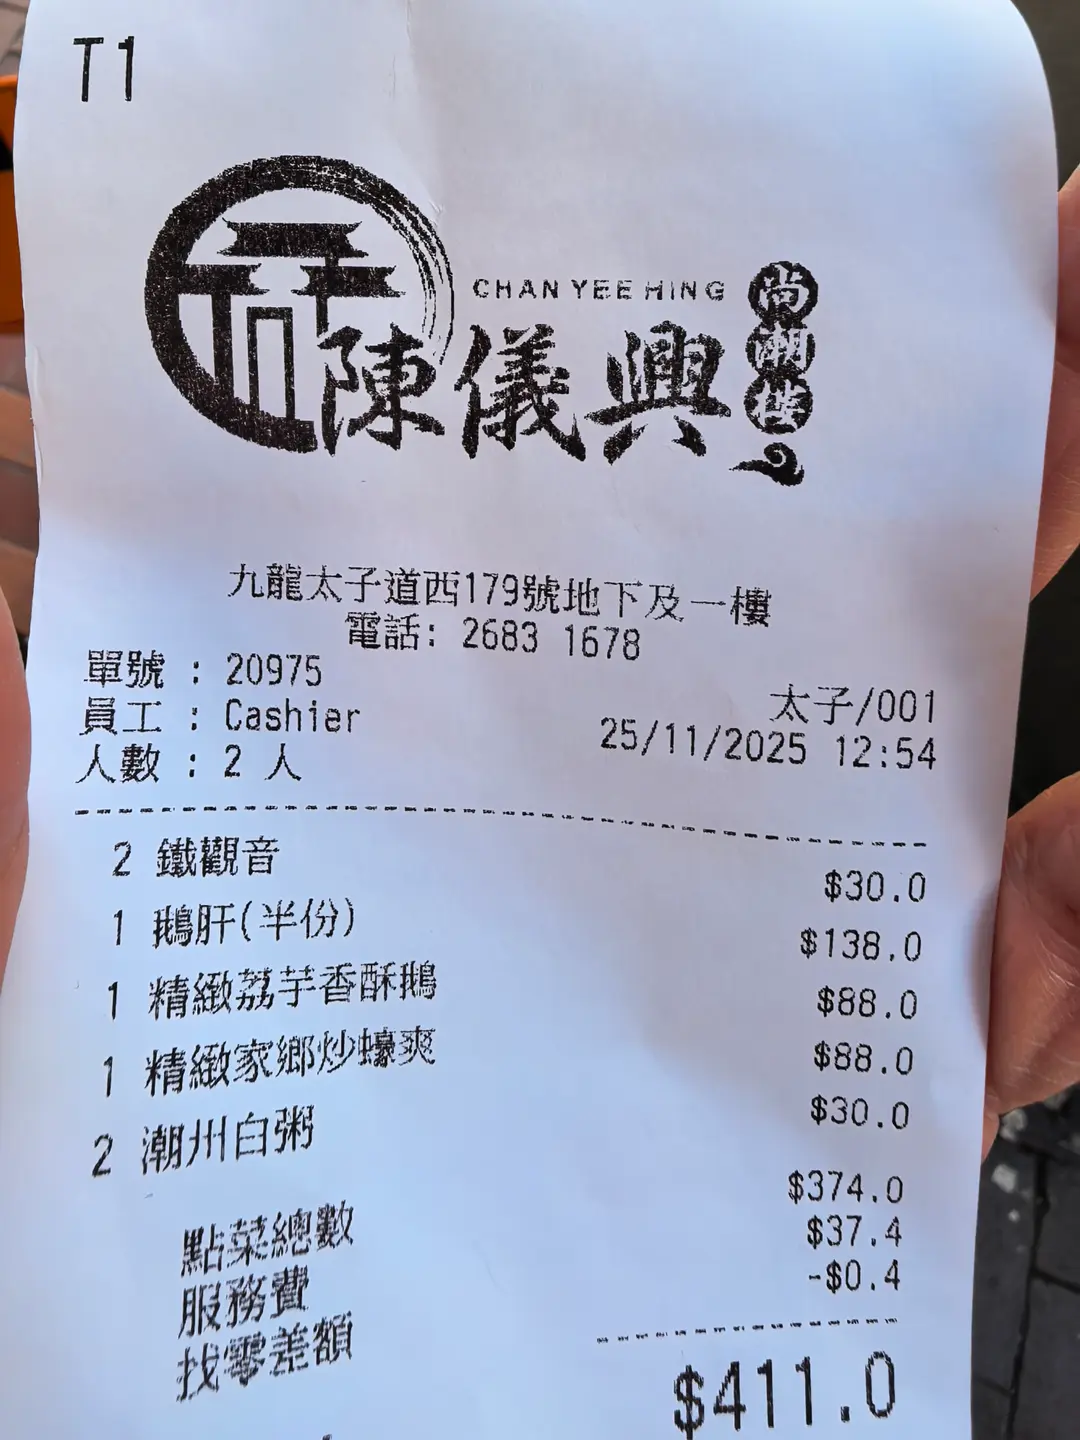 T1
CHAN YEE HING
陳儀興
尚潮樓
九龍太子道西179號地下及一樓
電話: 2683 1678
單號 : 20975
太子/001
員工 : Cashier
25/11/2025 12:54
人數 : 2 人
2 鐵觀音 $30.0
1 鵝肝(半份) $138.0
1 精緻荔芋香酥鵝 $88.0
1 精緻家鄉炒蠔爽 $88.0
2 潮州白粥 $30.0
點菜總數 $374.0
服務費 $37.4
找零差額 -$0.4
$411.0